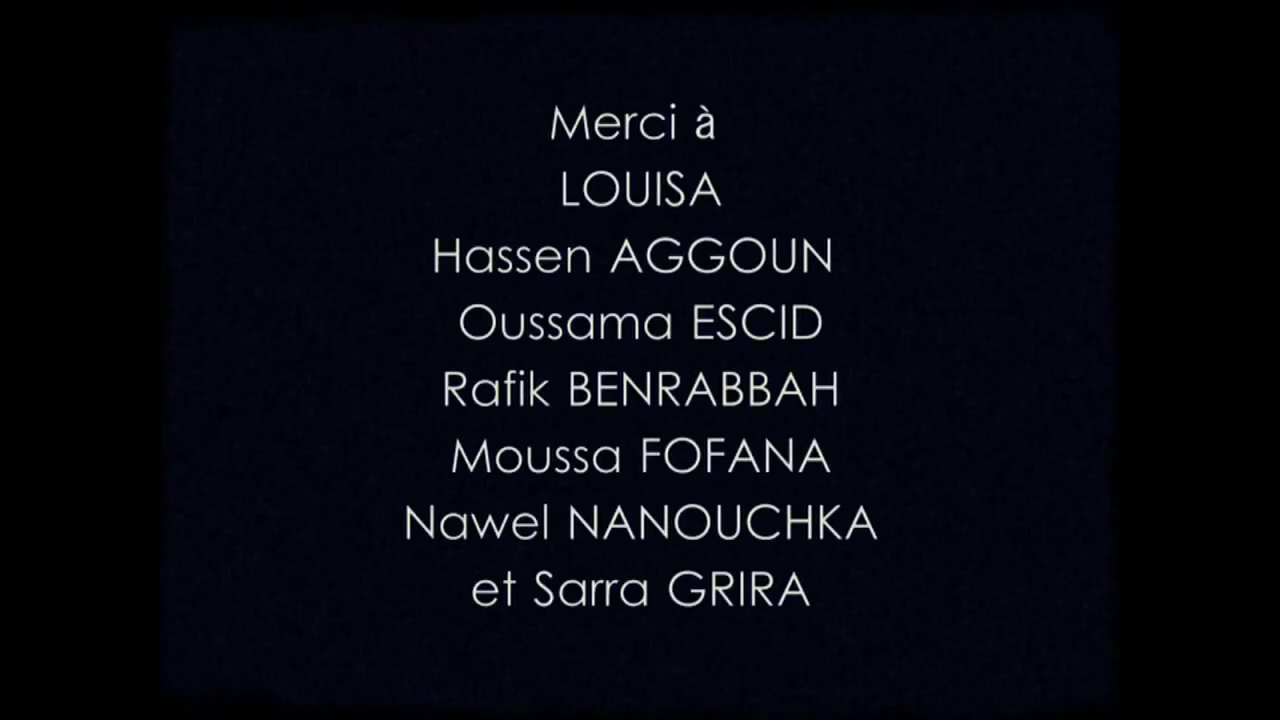 Merci à
LOUISA
Hassen AGGOUN
Oussama ESCID
Rafik BENRABBAH
Moussa FOFANA
Nawel NANOUCHKA
et Sarra GRIRA